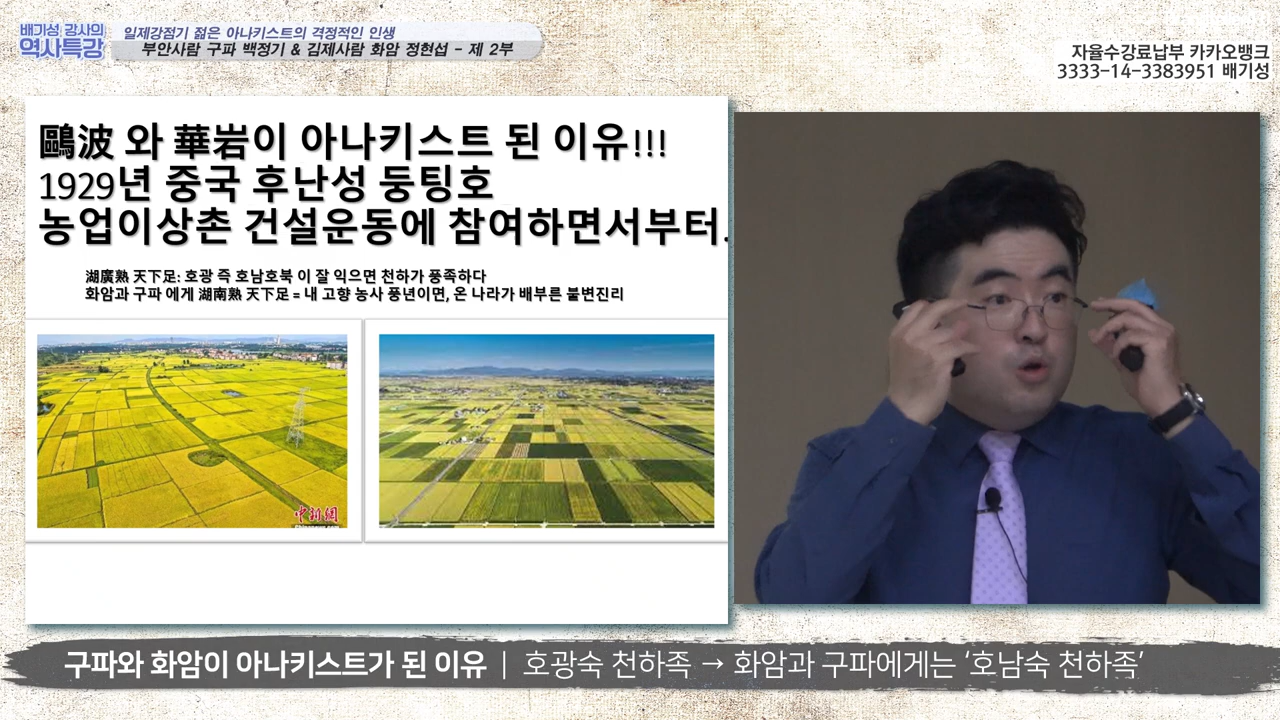 배기성 강사의
역사특강
일제강점기 젊은 아나키스트의 격정적인 인생
부안사람 구파 백정기 & 김제사람 화암 정현섭 - 제 2부
자율수강료납부 카카오뱅크
3333-14-3383951 배기성
鷗波 와 華岩이 아나키스트 된 이유!!!
1929년 중국 후난성 둥팅호
농업이상촌 건설운동에 참여하면서부터.
湖廣熟 天下足: 호광 즉 호남호북 이 잘 익으면 천하가 풍족하다
화암과 구파 에게 湖南熟 天下足 = 내 고향 농사 풍년이면, 온 나라가 배부른 불변진리
中新網
구파와 화암이 아나키스트가 된 이유 | 호광숙 천하족 → 화암과 구파에게는 '호남숙 천하족'